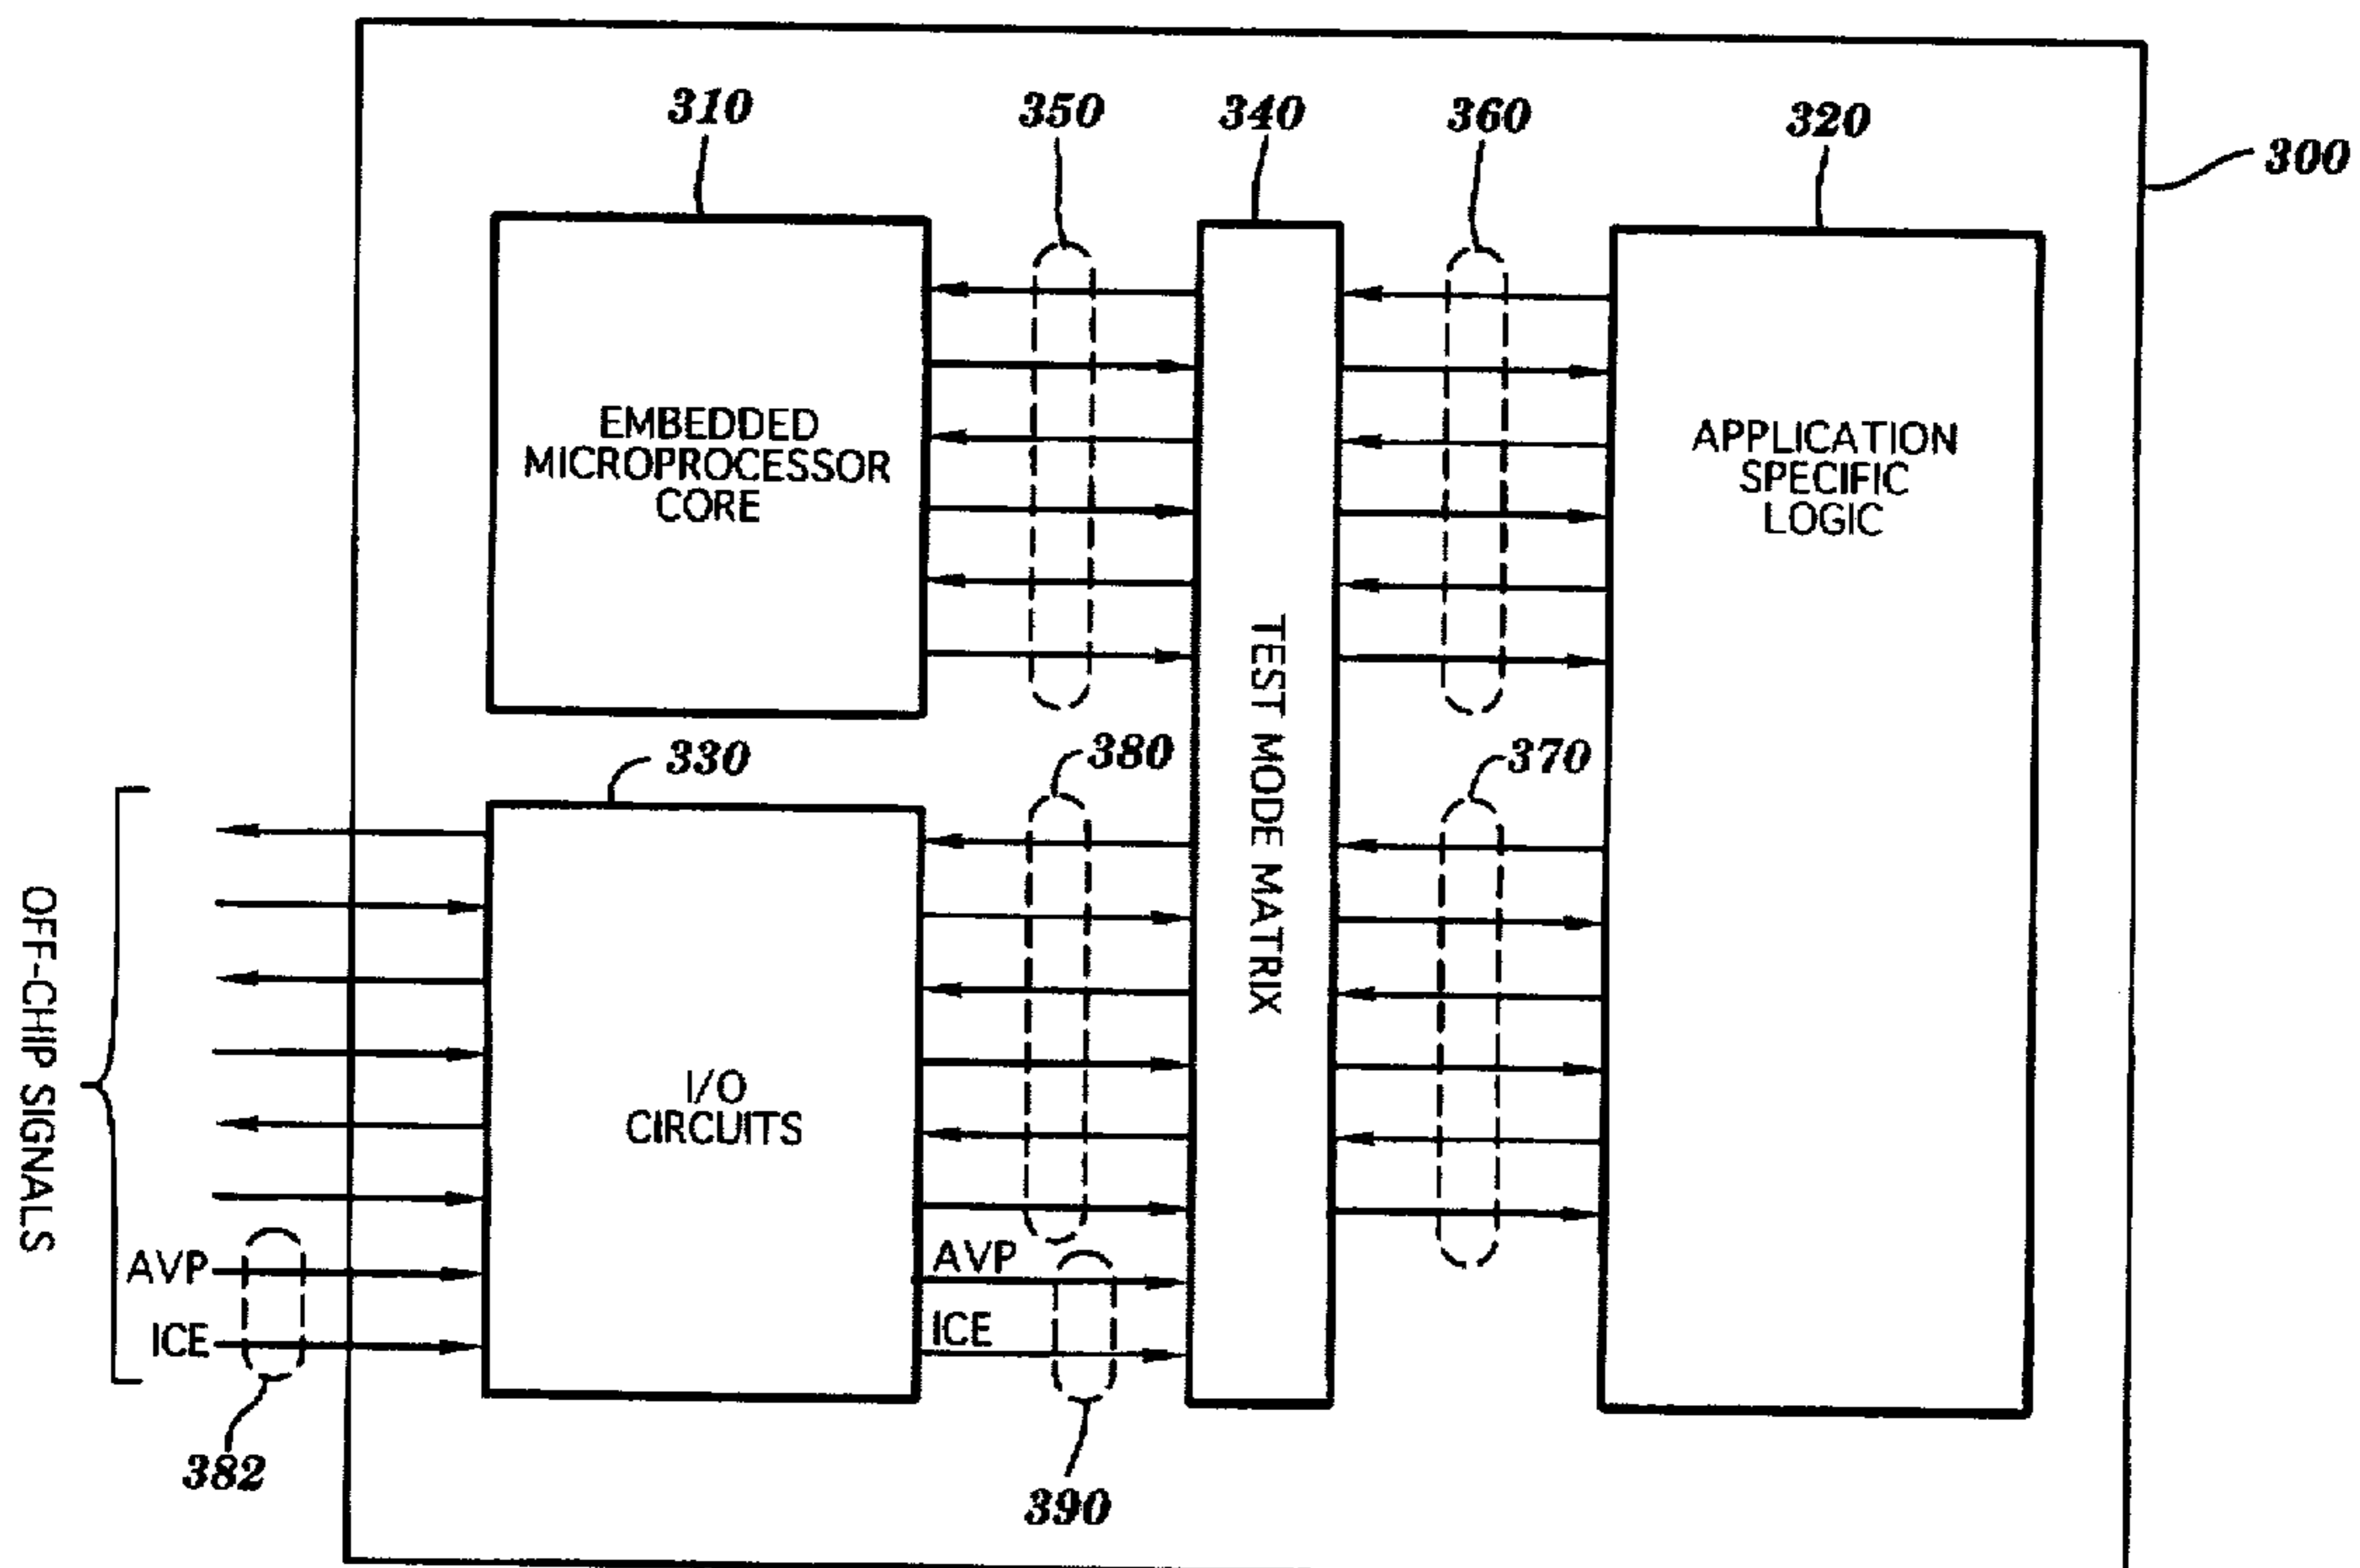 310
350
340
360
320
300
EMBEDDED
MICROPROCESSOR
CORE
APPLICATION
SPECIFIC
LOGIC
TEST MODE MATRIX
330
380
370
OFF-CHIP SIGNALS
I/O
CIRCUITS
AVP
ICE
AVP
ICE
382
390